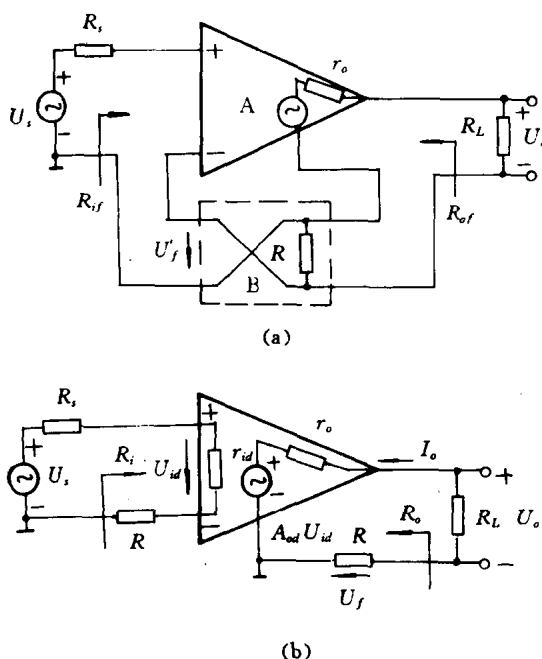 R_s
+
r_o
A
+
U_s
-
-
R_L
+
U_o
-
R_if
U'_f
R
B
R_of
(a)
R_s
+
r_o
+
U_s
R_i
U_id
r_id
+
-
I_o
+
-
R
-
A_od U_id
R
R_o
R_L
U_o
U_f
-
(b)